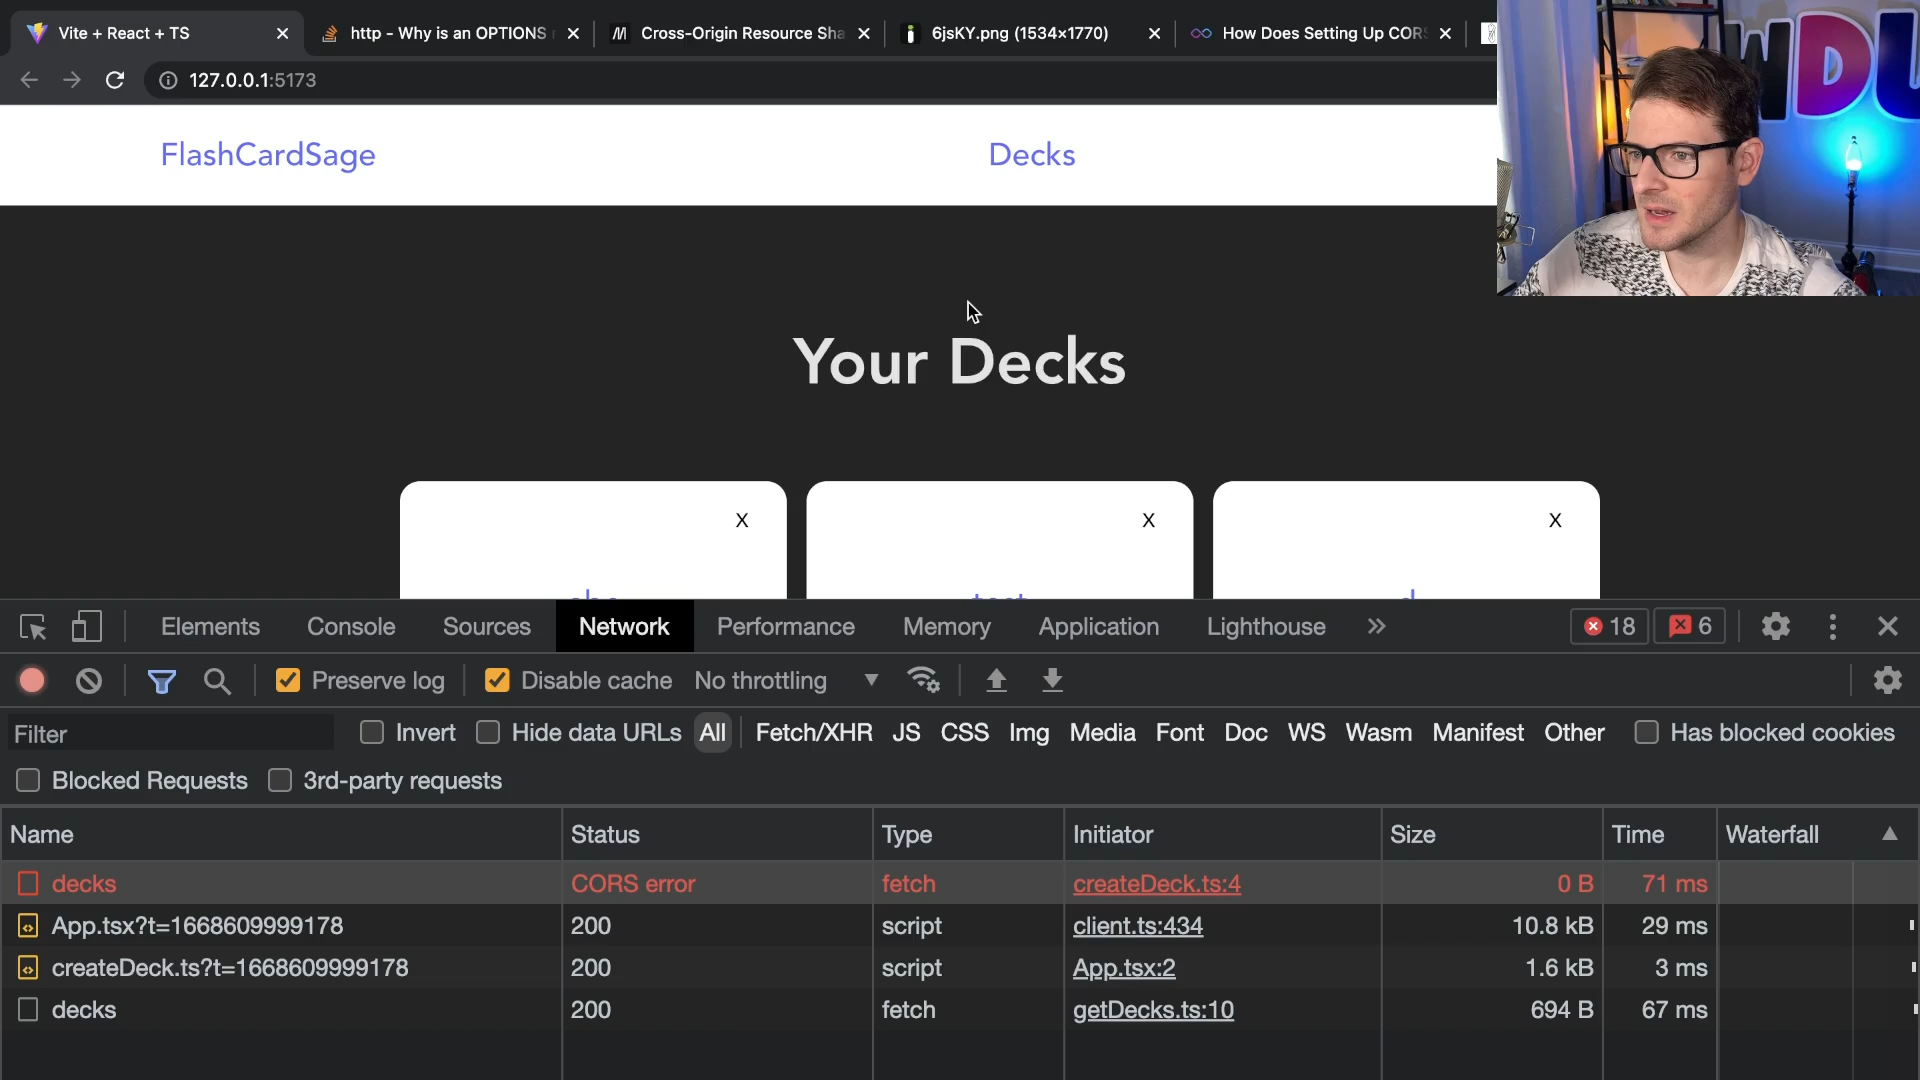 Vite + React + TS
http - Why is an OPTIONS
Cross-Origin Resource Sha
6jsKY.png (1534×1770)
How Does Setting Up CORS
127.0.0.1:5173
WDU
FlashCardSage
Decks
Your Decks
X
X
X
test
Elements
Console
Sources
Network
Performance
Memory
Application
Lighthouse
18
6
Preserve log
Disable cache
No throttling
Filter
Invert
Hide data URLs
All
Fetch/XHR
JS
CSS
Img
Media
Font
Doc
WS
Wasm
Manifest
Other
Has blocked cookies
Blocked Requests
3rd-party requests
Name Status Type Initiator Size Time Waterfall
decks CORS error fetch createDeck.ts:4 0 B 71 ms
App.tsx?t=1668609999178 200 script client.ts:434 10.8 kB 29 ms
createDeck.ts?t=1668609999178 200 script App.tsx:2 1.6 kB 3 ms
decks 200 fetch getDecks.ts:10 694 B 67 ms